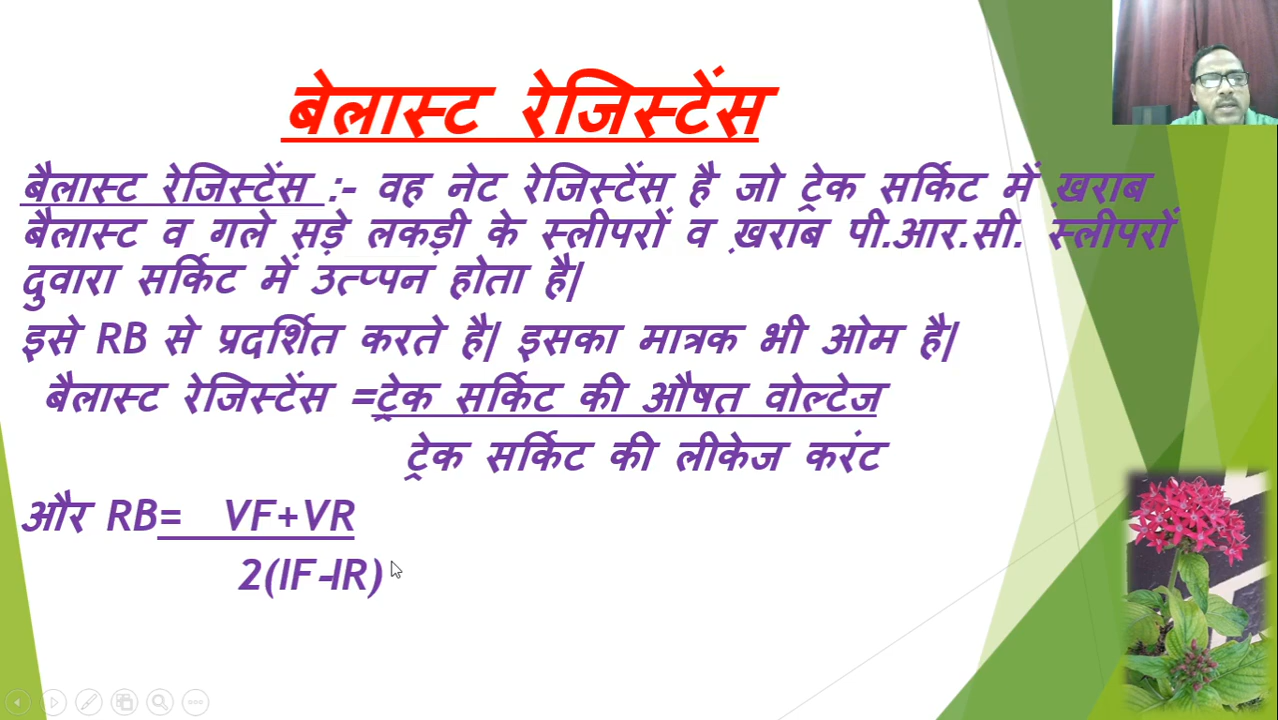 बेलास्ट रेजिस्टेंस
बैलास्ट रेजिस्टेंस :- वह नेट रेजिस्टेंस है जो ट्रेक सर्किट में ख़राब
बैलास्ट व गले सड़े लकड़ी के स्लीपरों व ख़राब पी.आर.सी. स्लीपरों
दुवारा सर्किट में उत्प्पन होता है|
इसे RB से प्रदर्शित करते है| इसका मात्रक भी ओम है|
बैलास्ट रेजिस्टेंस =ट्रेक सर्किट की औषत वोल्टेज
ट्रेक सर्किट की लीकेज करंट
और RB= VF+VR
2(IF-IR)